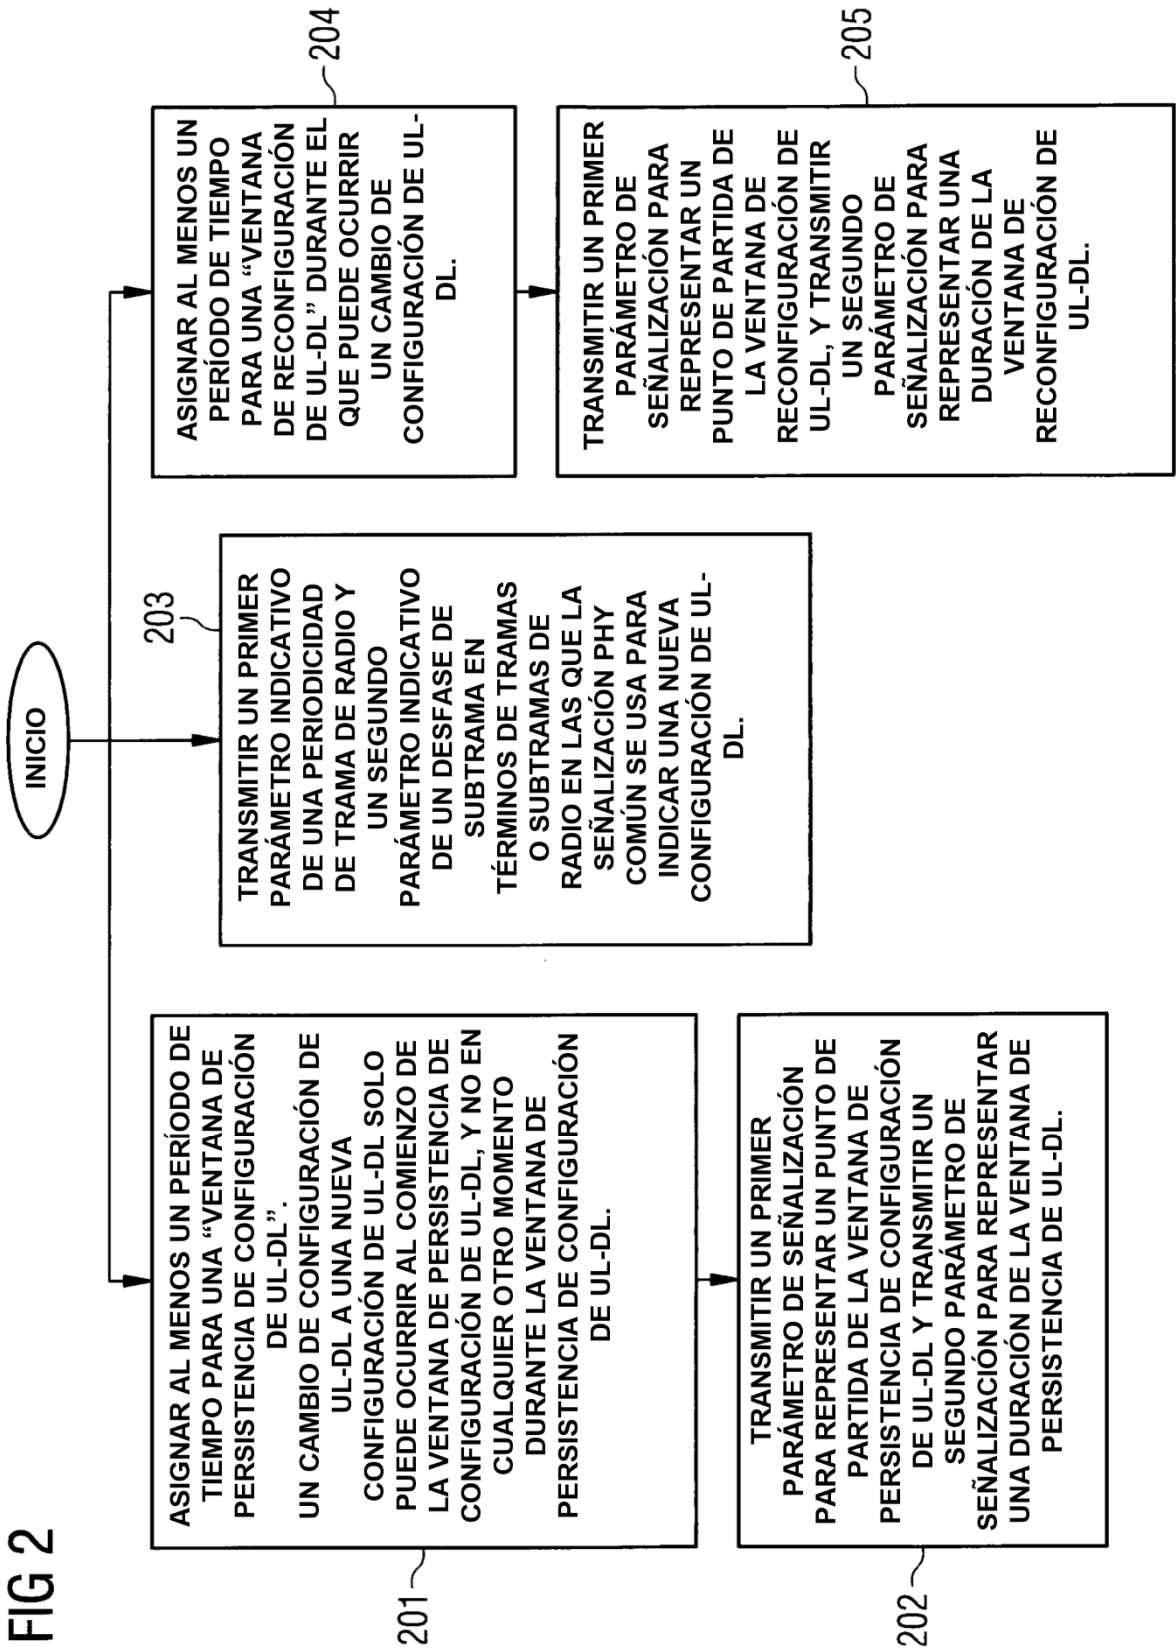 FIG 2
INICIO
201
ASIGNAR AL MENOS UN PERÍODO DE
TIEMPO PARA UNA “VENTANA DE
PERSISTENCIA DE CONFIGURACIÓN
DE UL-DL”.
UN CAMBIO DE CONFIGURACIÓN DE
UL-DL A UNA NUEVA
CONFIGURACIÓN DE UL-DL SOLO
PUEDE OCURRIR AL COMIENZO DE
LA VENTANA DE PERSISTENCIA DE
CONFIGURACIÓN DE UL-DL, Y NO EN
CUALQUIER OTRO MOMENTO
DURANTE LA VENTANA DE
PERSISTENCIA DE CONFIGURACIÓN
DE UL-DL.
202
TRANSMITIR UN PRIMER
PARÁMETRO DE SEÑALIZACIÓN
PARA REPRESENTAR UN PUNTO DE
PARTIDA DE LA VENTANA DE
PERSISTENCIA DE CONFIGURACIÓN
DE UL-DL Y TRANSMITIR UN
SEGUNDO PARÁMETRO DE
SEÑALIZACIÓN PARA REPRESENTAR
UNA DURACIÓN DE LA VENTANA DE
PERSISTENCIA DE UL-DL.
203
TRANSMITIR UN PRIMER
PARÁMETRO INDICATIVO
DE UNA PERIODICIDAD
DE TRAMA DE RADIO Y
UN SEGUNDO
PARÁMETRO INDICATIVO
DE UN DESFASE DE
SUBTRAMA EN
TÉRMINOS DE TRAMAS
O SUBTRAMAS DE
RADIO EN LAS QUE LA
SEÑALIZACIÓN PHY
COMÚN SE USA PARA
INDICAR UNA NUEVA
CONFIGURACIÓN DE UL-
DL.
204
ASIGNAR AL MENOS UN
PERÍODO DE TIEMPO
PARA UNA “VENTANA
DE RECONFIGURACIÓN
DE UL-DL” DURANTE EL
QUE PUEDE OCURRIR
UN CAMBIO DE
CONFIGURACIÓN DE UL-
DL.
205
TRANSMITIR UN PRIMER
PARÁMETRO DE
SEÑALIZACIÓN PARA
REPRESENTAR UN
PUNTO DE PARTIDA DE
LA VENTANA DE
RECONFIGURACIÓN DE
UL-DL, Y TRANSMITIR
UN SEGUNDO
PARÁMETRO DE
SEÑALIZACIÓN PARA
REPRESENTAR UNA
DURACIÓN DE LA
VENTANA DE
RECONFIGURACIÓN DE
UL-DL.